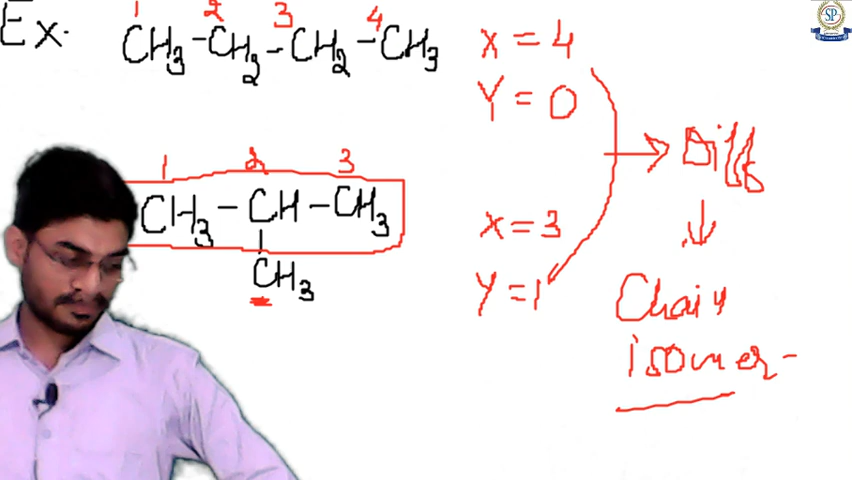 Ex.
1 2 3 4
CH₃-CH₂-CH₂-CH₃
X = 4
Y = 0
Diff
1 2 3
CH₃-CH-CH₃
CH₃
X = 3
Y = 1
Chain
isomer-
SP